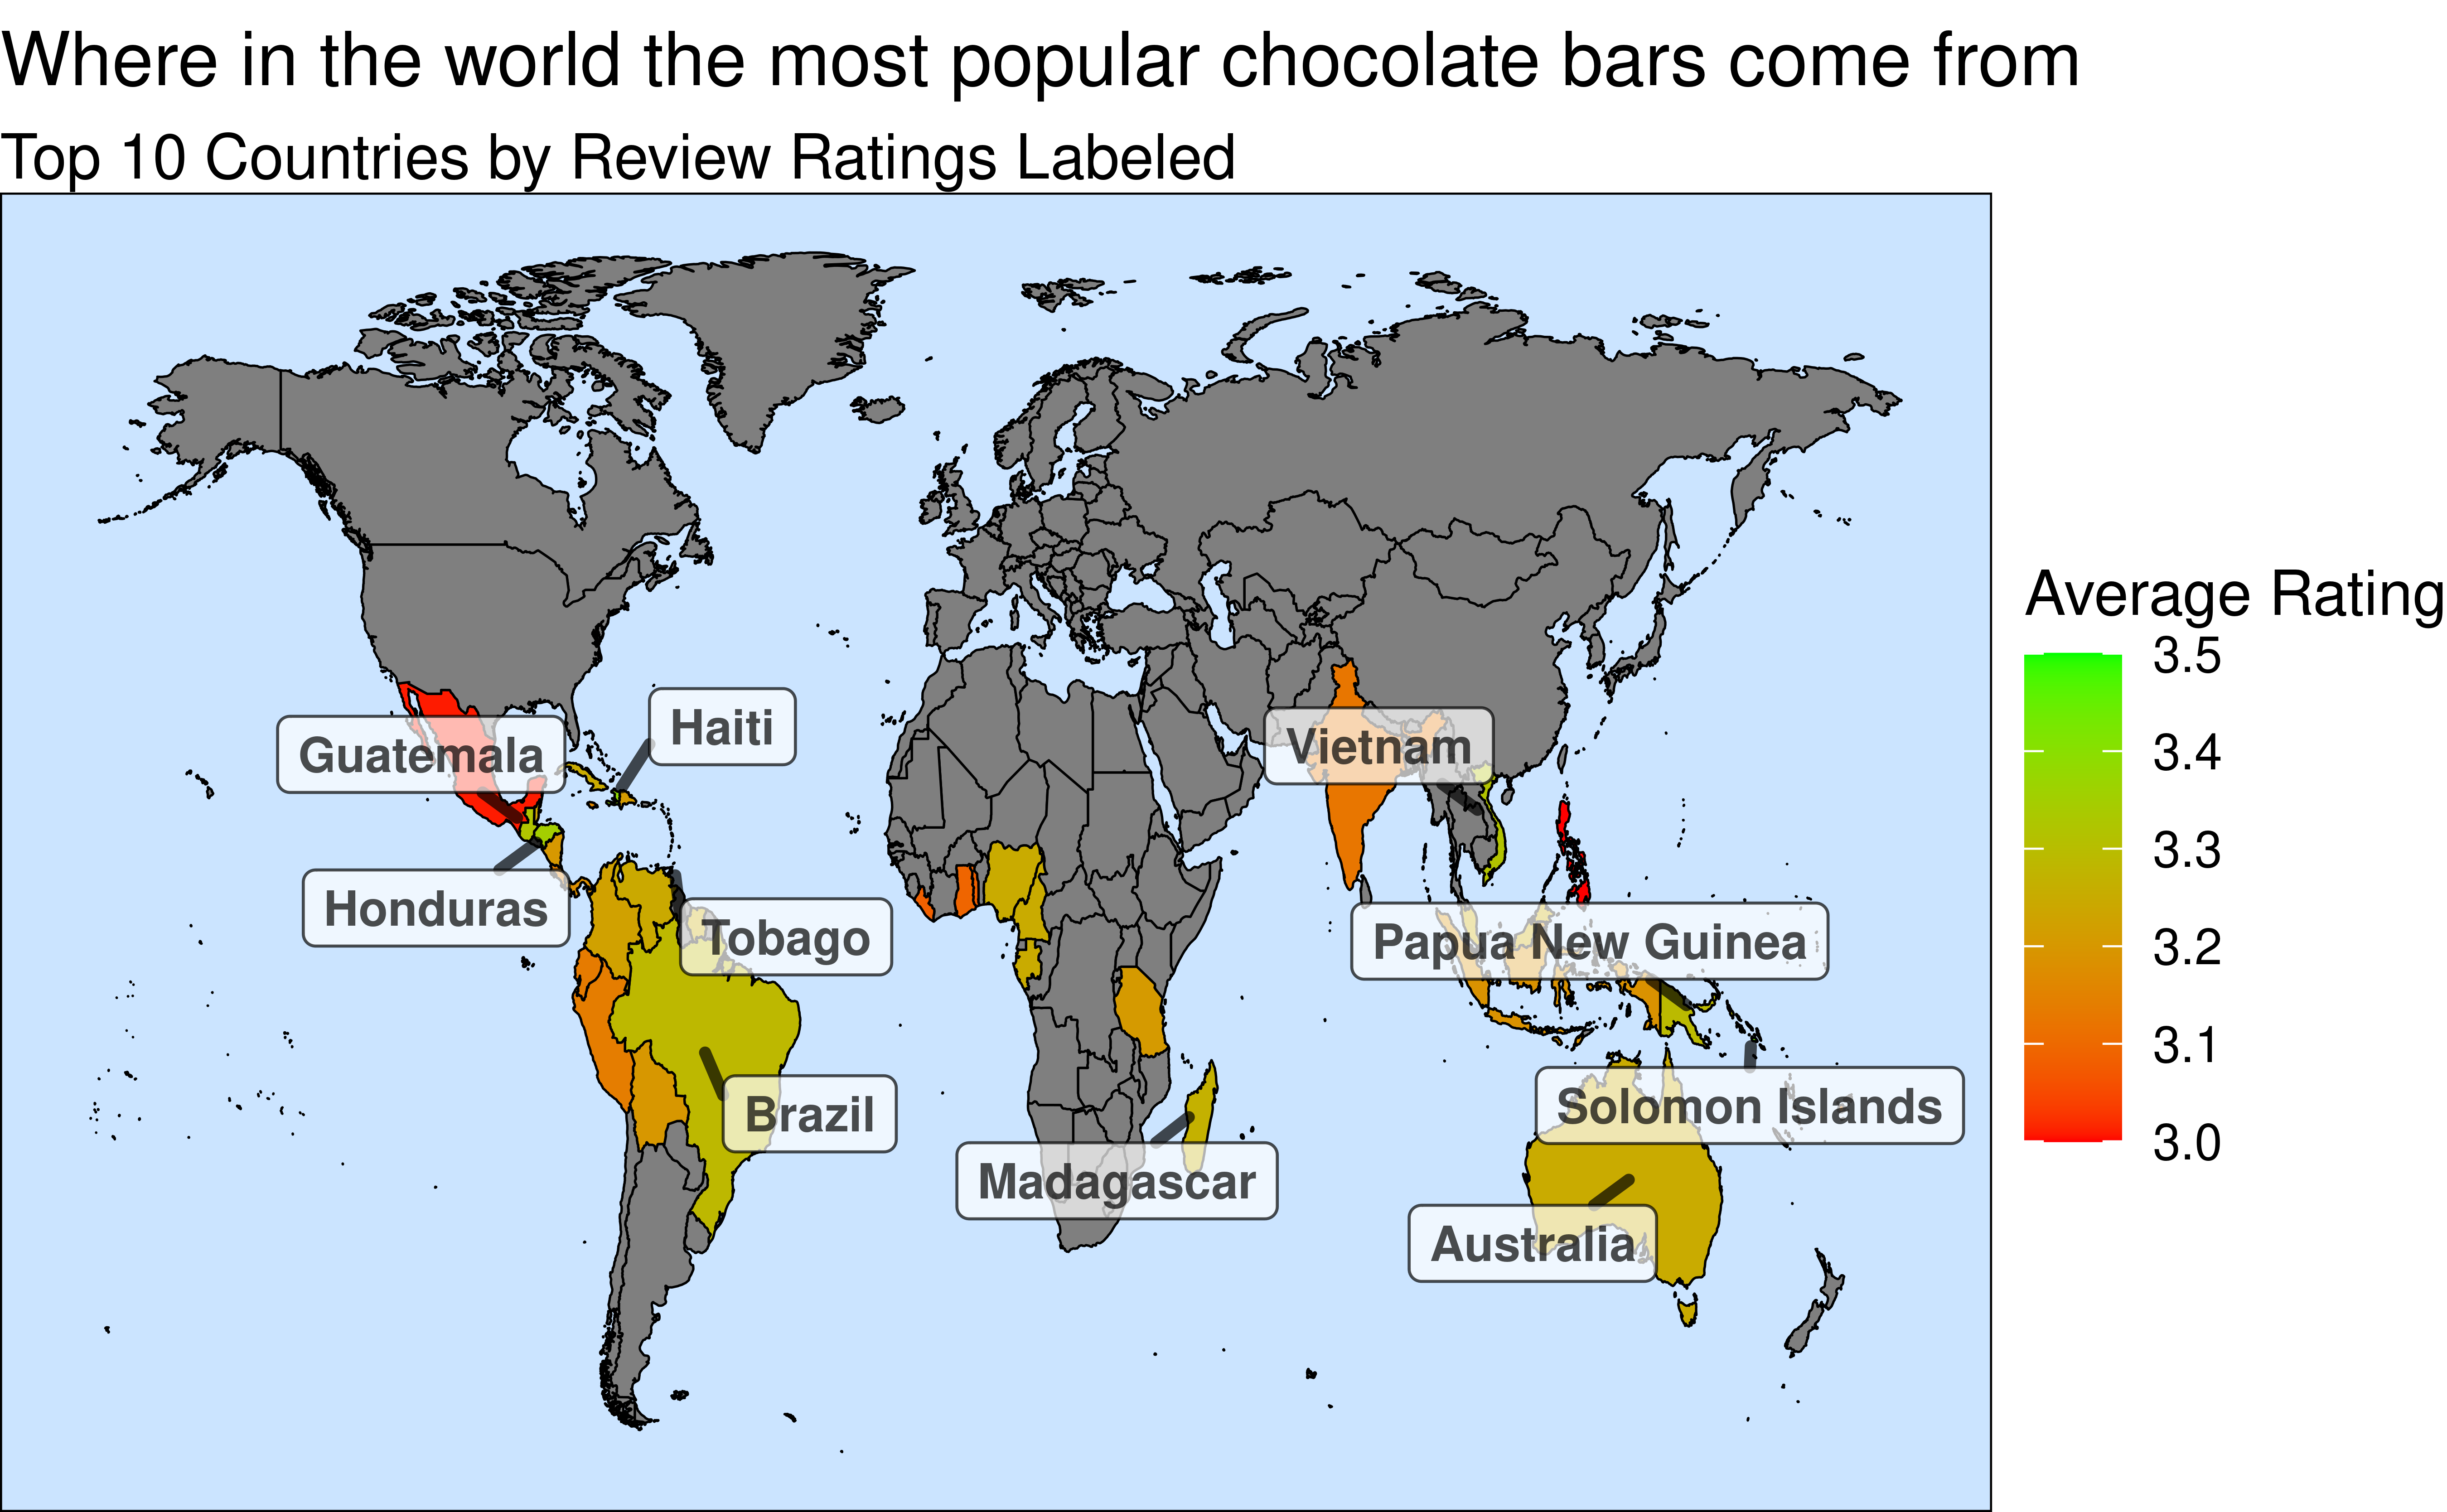 Where in the world the most popular chocolate bars come from
Top 10 Countries by Review Ratings Labeled
Haiti
Guatemala
Vietnam
Honduras
Tobago
Papua New Guinea
Brazil
Solomon Islands
Madagascar
Australia
Average Rating
3.5
3.4
3.3
3.2
3.1
3.0